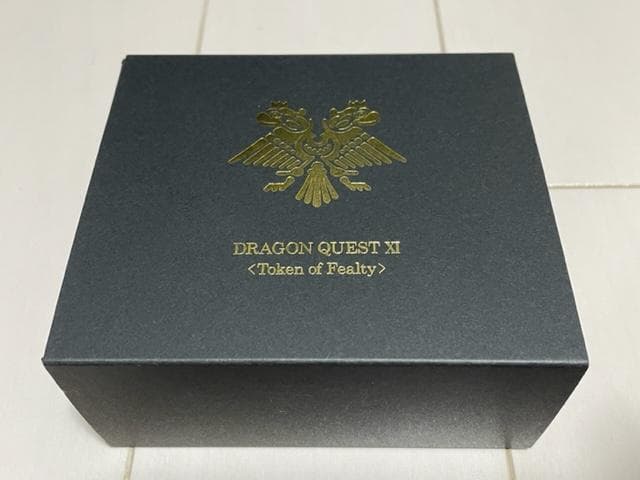 DRAGON QUEST XI
<Token of Fealty>